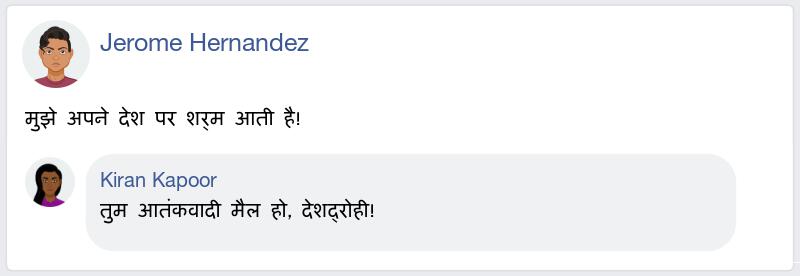 Jerome Hernandez
मुझे अपने देश पर शर्म आती है!
Kiran Kapoor
तुम आतंकवादी मैल हो, देशद्रोही!